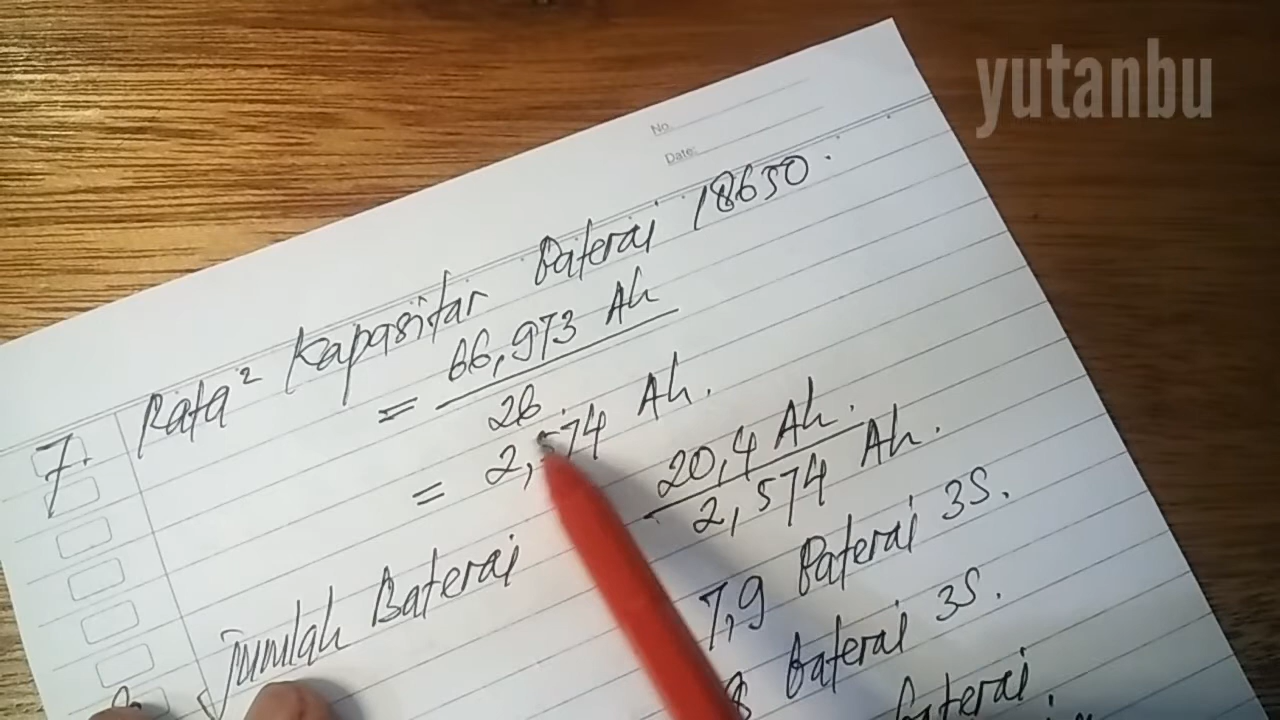 yutanbu
No.
Date:
7. Rata² Kapasitas Baterai 18650.
= 66,973 Ah
26
= 2,574 Ah.
Jumlah Baterai 20,4 Ah.
2,574 Ah.
7,9 Baterai 3S.
8 Baterai 3S.
Baterai.